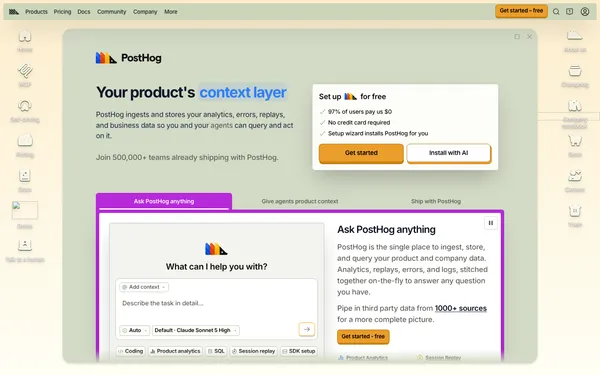 Products Pricing Docs Community Company More
Get started - free
Home
About us
PostHog
Your product's context layer
PostHog ingests and stores your analytics, errors, replays,
and business data so you and your agents can query and act
on it.
Join 500,000+ teams already shipping with PostHog.
Set up for free
97% of users pay us $0
No credit card required
Setup wizard installs PostHog for you
Get started
Install with AI
Pricing
Talk to a human
Trash
Ask PostHog anything
Give agents product context
Ship with PostHog
What can I help you with?
Add context
Describe the task in detail...
Auto
Default · Claude Sonnet 5 High
Coding
Product analytics
SQL
Session replay
SDK setup
Ask PostHog anything
PostHog is the single place to ingest, store,
and query your product and company data.
Analytics, replays, errors, and logs, stitched
together on-the-fly to answer any question
you have.
Pipe in third party data from 1000+ sources
for a more complete picture.
Get started - free
Product Analytics
Session Replay